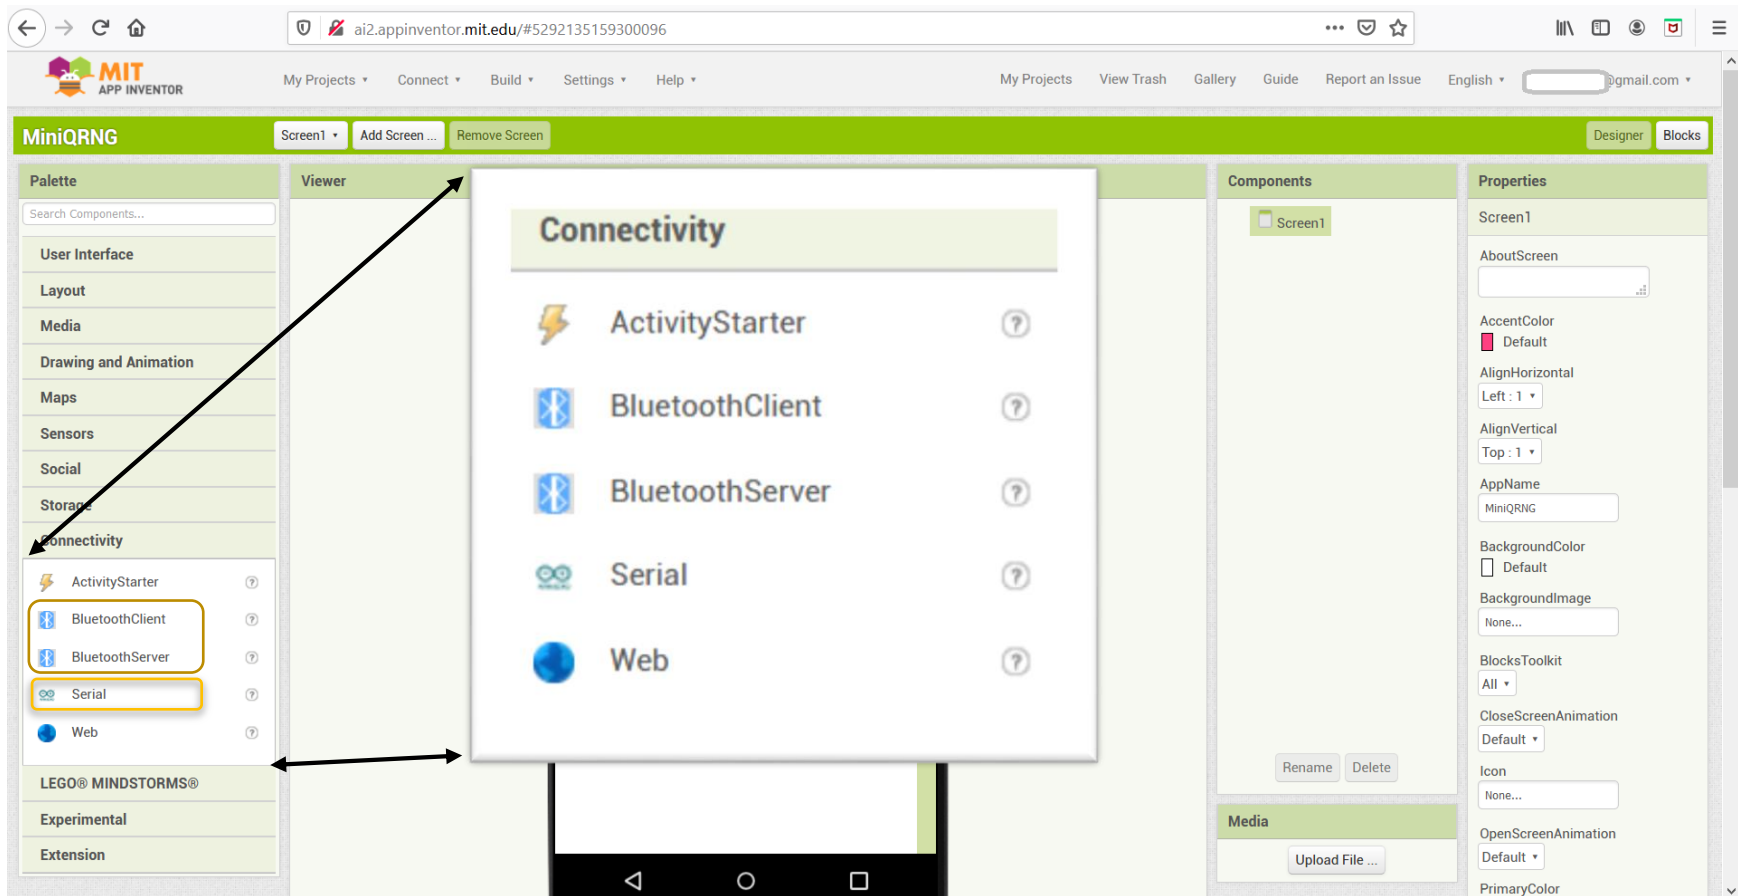 ai2.appinventor.mit.edu/#5292135159300096
MIT
APP INVENTOR
My Projects Connect Build Settings Help My Projects View Trash Gallery Guide Report an Issue English @gmail.com
MiniQRNG Screen1 Add Screen ... Remove Screen Designer Blocks
Palette
Search Components...
User Interface
Layout
Media
Drawing and Animation
Maps
Sensors
Social
Storage
Connectivity
ActivityStarter
BluetoothClient
BluetoothServer
Serial
Web
LEGO® MINDSTORMS®
Experimental
Extension
Viewer
Connectivity
ActivityStarter
BluetoothClient
BluetoothServer
Serial
Web
Components
Screen1
Rename Delete
Media
Upload File ...
Properties
Screen1
AboutScreen
AccentColor
Default
AlignHorizontal
Left : 1
AlignVertical
Top : 1
AppName
MiniQRNG
BackgroundColor
Default
BackgroundImage
None...
BlocksToolkit
All
CloseScreenAnimation
Default
Icon
None...
OpenScreenAnimation
Default
PrimaryColor